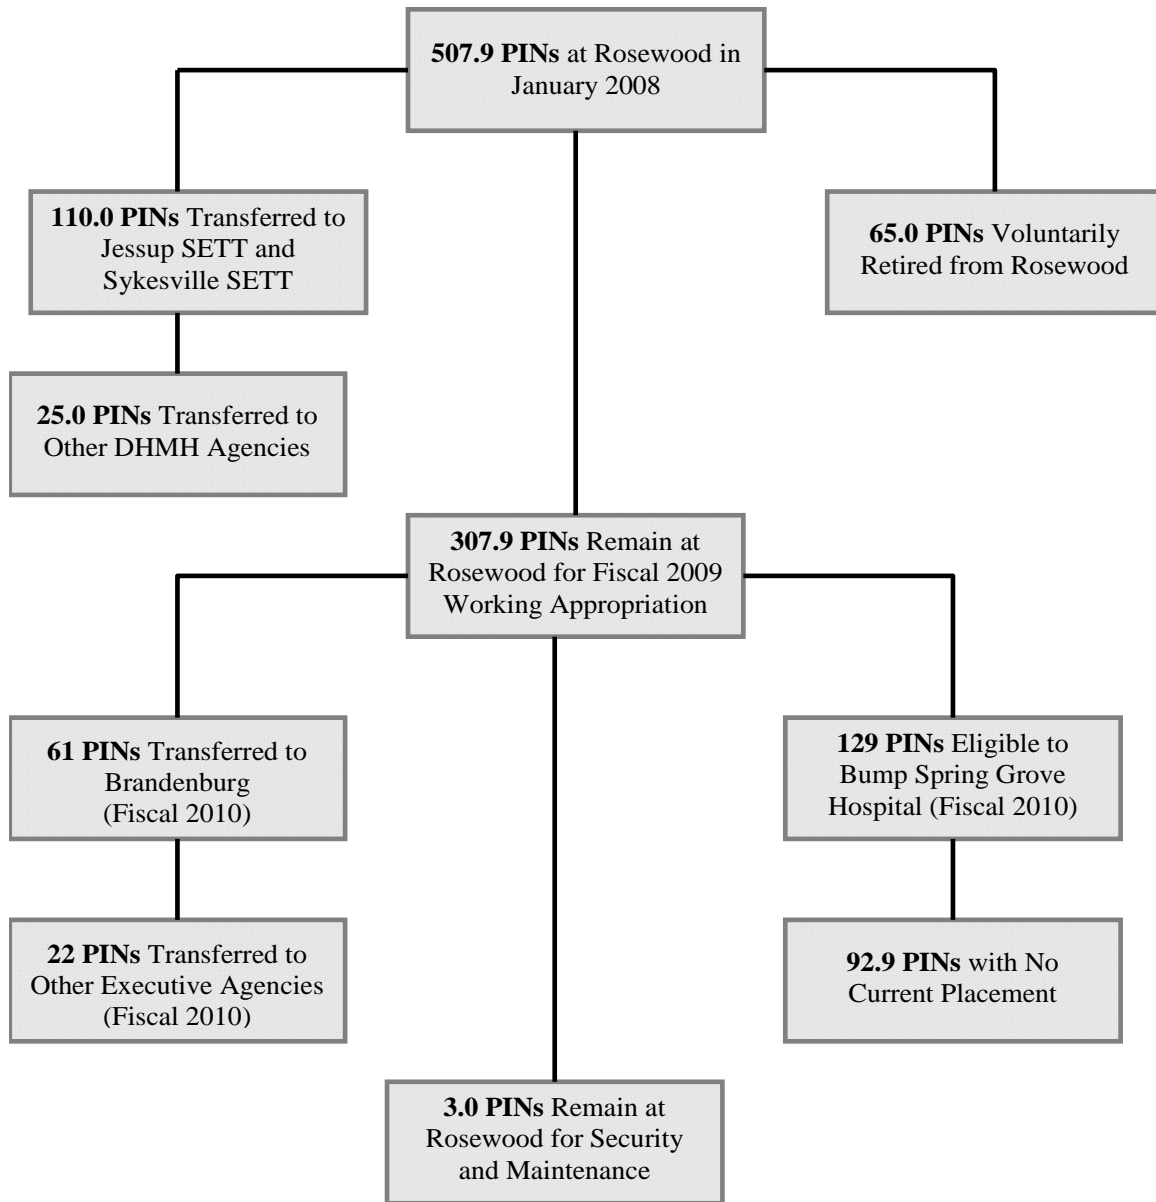 507.9 PINs at Rosewood in
January 2008
110.0 PINs Transferred to
Jessup SETT and
Sykesville SETT
65.0 PINs Voluntarily
Retired from Rosewood
25.0 PINs Transferred to
Other DHMH Agencies
307.9 PINs Remain at
Rosewood for Fiscal 2009
Working Appropriation
61 PINs Transferred to
Brandenburg
(Fiscal 2010)
129 PINs Eligible to
Bump Spring Grove
Hospital (Fiscal 2010)
22 PINs Transferred to
Other Executive Agencies
(Fiscal 2010)
92.9 PINs with No
Current Placement
3.0 PINs Remain at
Rosewood for Security
and Maintenance